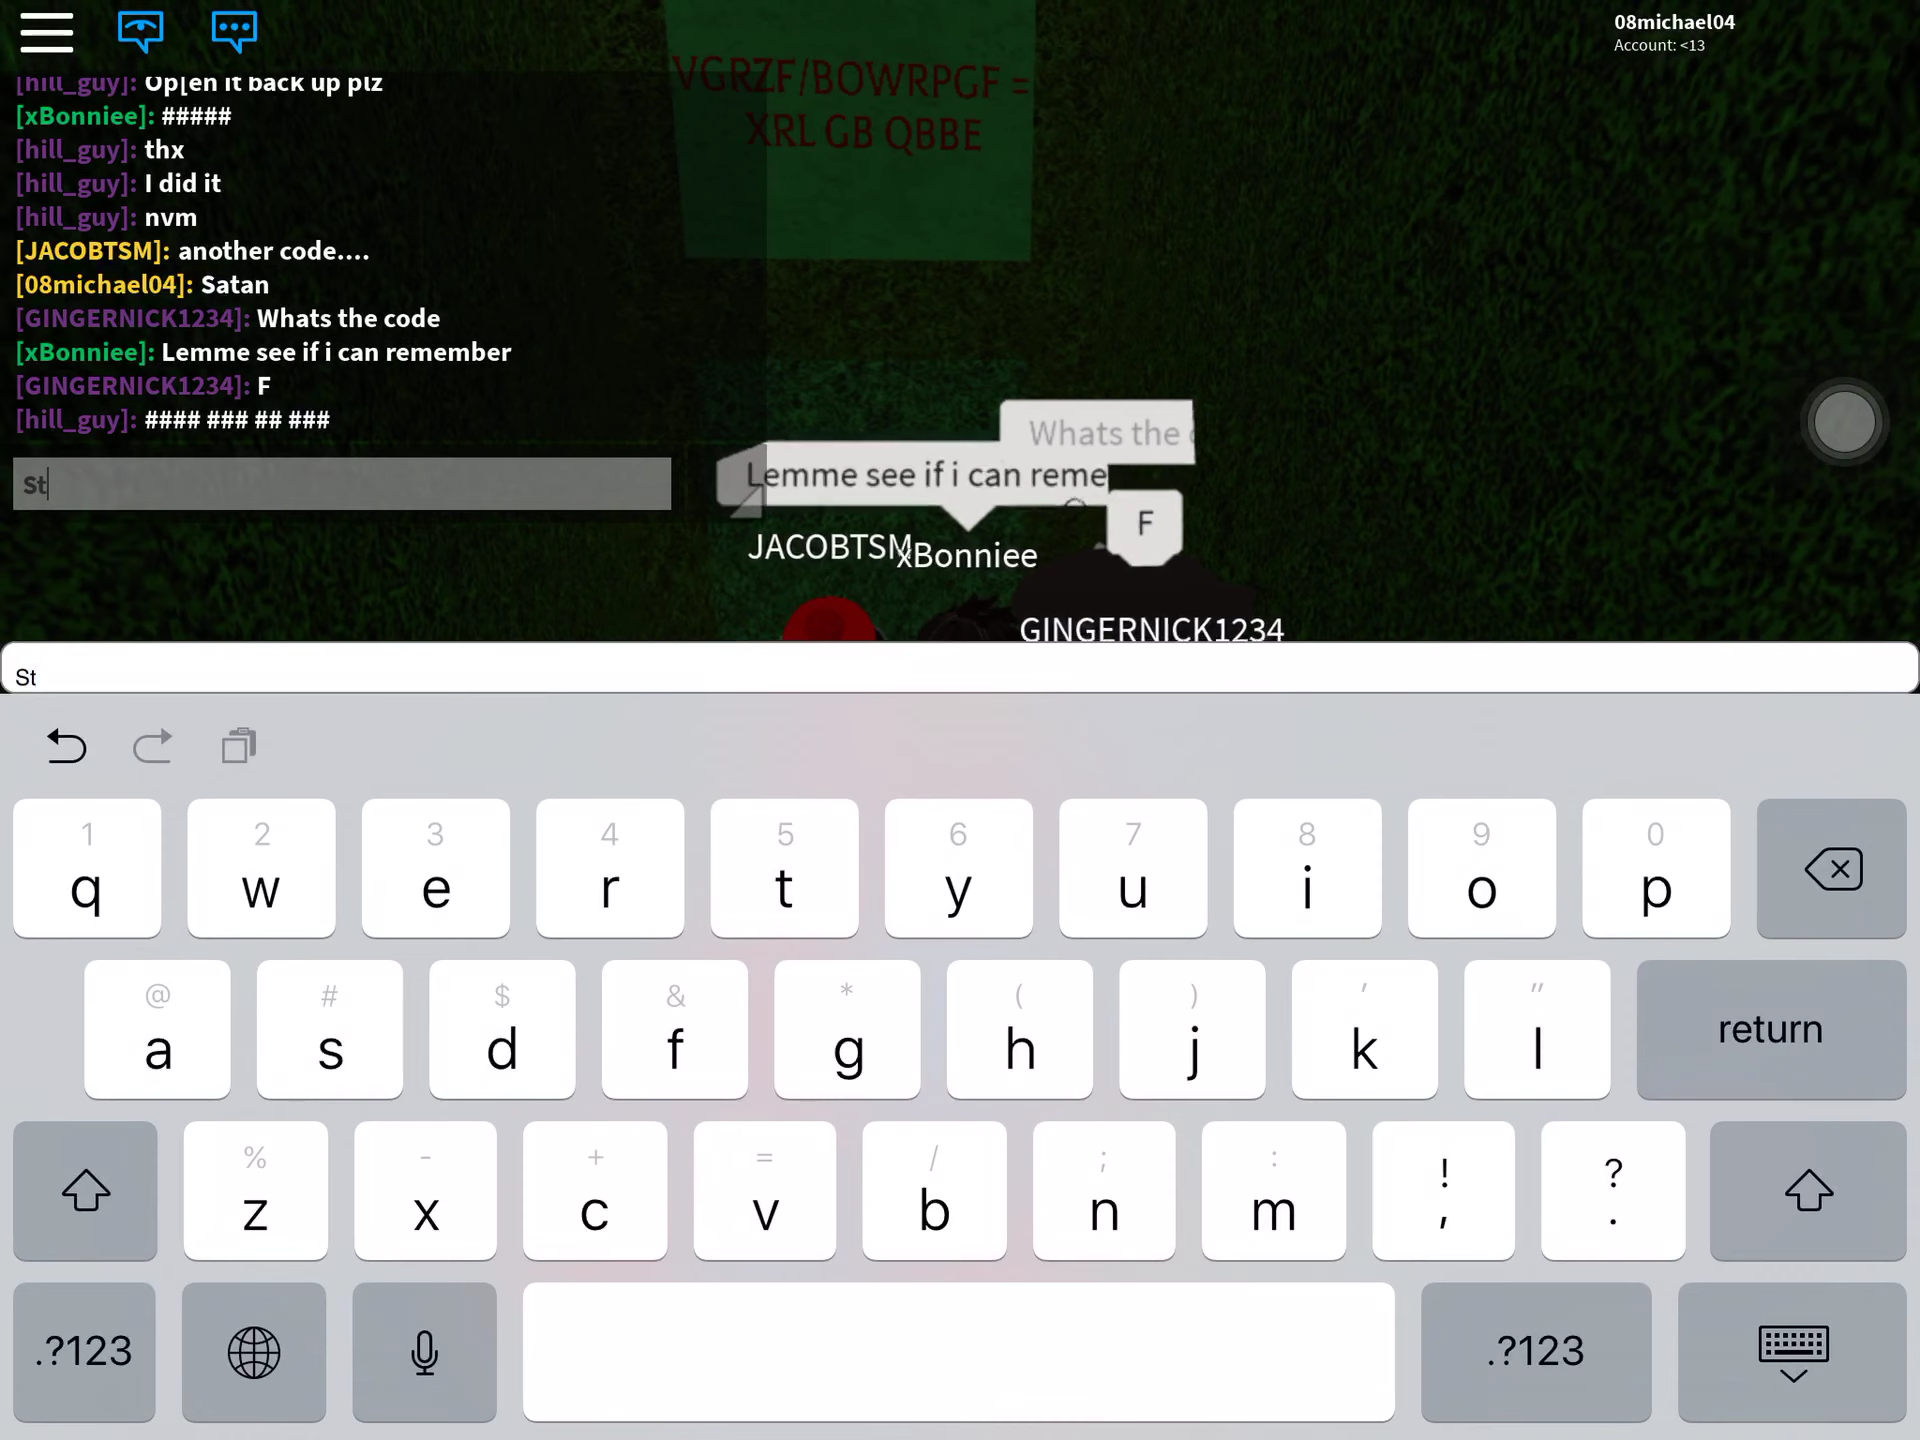 08michael04
Account: <13
[hill_guy]: Op[en it back up plz
[xBonniee]: #####
[hill_guy]: thx
[hill_guy]: I did it
[hill_guy]: nvm
[JACOBTSM]: another code....
[08michael04]: Satan
[GINGERNICK1234]: Whats the code
[xBonniee]: Lemme see if i can remember
[GINGERNICK1234]: F
[hill_guy]: #### ### ## ###
St
VGRZF/BOWRPGF =
XRL GB QBBE
Whats the
Lemme see if i can reme
F
JACOBTSM
xBonniee
GINGERNICK1234
St
1 2 3 4 5 6 7 8 9 0
q w e r t y u i o p
@ # $ & * ( ) ' "
a s d f g h j k l return
% - + = / ; : ! ?
z x c v b n m , .
.?123 .?123